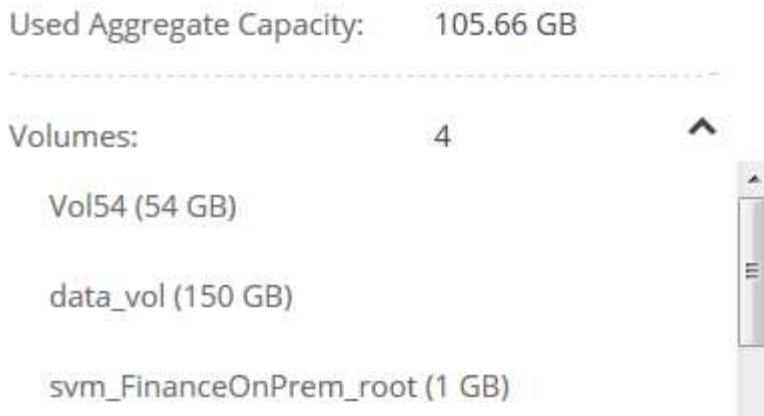 Used Aggregate Capacity: 105.66 GB
Volumes: 4
Vol54 (54 GB)
data_vol (150 GB)
svm_FinanceOnPrem_root (1 GB)